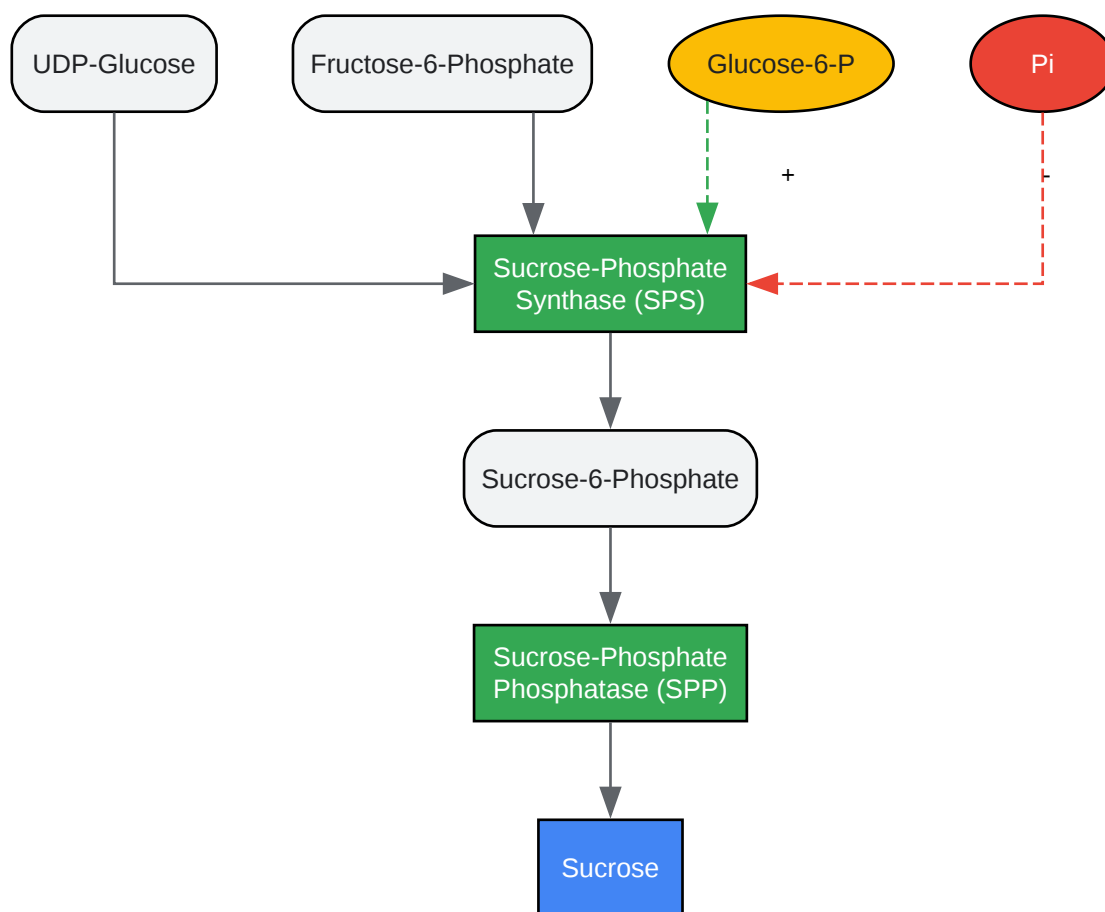 UDP-Glucose
Fructose-6-Phosphate
Glucose-6-P
Pi
+
-
Sucrose-Phosphate
Synthase (SPS)
Sucrose-6-Phosphate
Sucrose-Phosphate
Phosphatase (SPP)
Sucrose